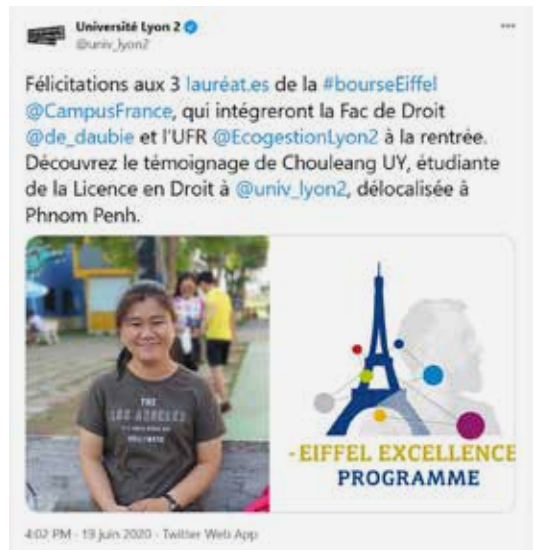 Université Lyon 2
@univ_lyon2
Félicitations aux 3 lauréat.es de la #bourseEiffel
@CampusFrance, qui intégreront la Fac de Droit
@de_daubie et l'UFR @EcogestionLyon2 à la rentrée.
Découvrez le témoignage de Chouleang UY, étudiante
de la Licence en Droit à @univ_lyon2, délocalisée à
Phnom Penh.
THE
LOS ANGELES
- EIFFEL EXCELLENCE
PROGRAMME
4:02 PM · 19 juin 2020 · Twitter Web App